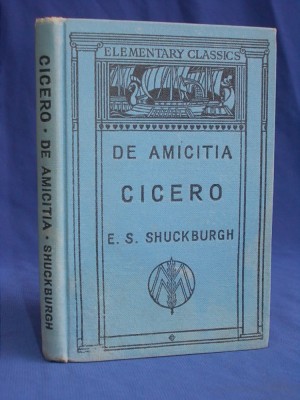 ELEMENTARY CLASSICS
DE AMICITIA
CICERO
E. S. SHUCKBURGH
CICERO · DE AMICITIA · SHUCKBURGH